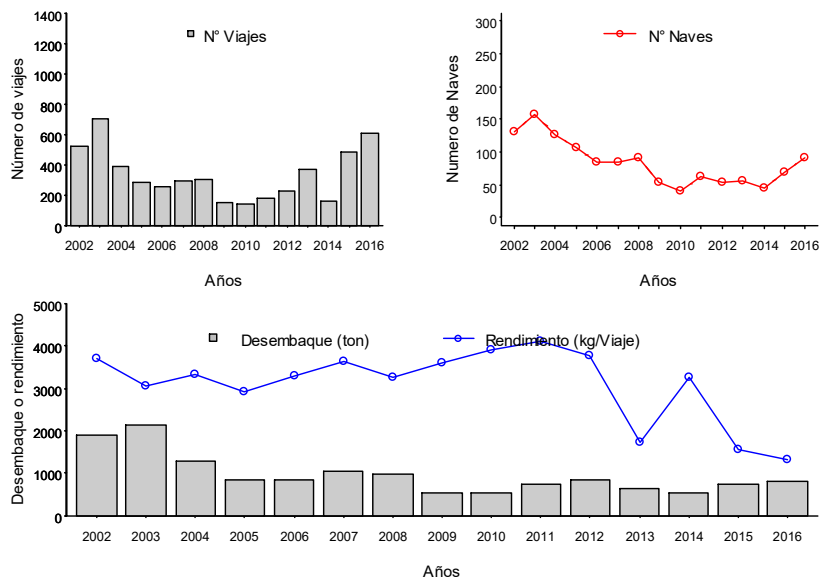 N° Viajes
Número de viajes
1400
1200
1000
800
600
400
200
0
2002 2004 2006 2008 2010 2012 2014 2016
Años
N° Naves
Numero de Naves
300
250
200
150
100
50
0
2002 2004 2006 2008 2010 2012 2014 2016
Años
Desembaque (ton) Rendimiento (kg/Viaje)
Desembaque o rendimiento
5000
4000
3000
2000
1000
0
2002 2003 2004 2005 2006 2007 2008 2009 2010 2011 2012 2013 2014 2015 2016
Años